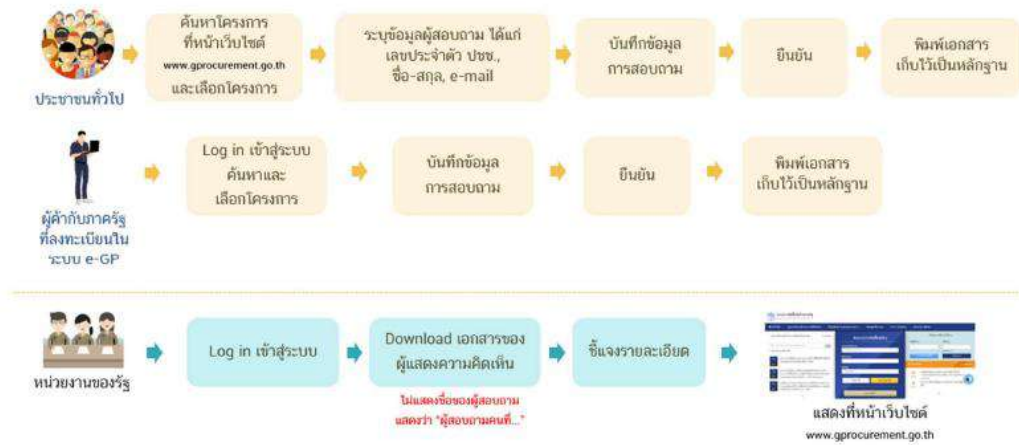 ค้นหาโครงการ
ที่หน้าเว็บไซต์
www.gprocurement.go.th
และเลือกโครงการ
ระบุข้อมูลผู้สอบถาม ได้แก่
เลขประจำตัว ปชช.,
ชื่อ-สกุล, e-mail
บันทึกข้อมูล
การสอบถาม
ยืนยัน
พิมพ์เอกสาร
เก็บไว้เป็นหลักฐาน
ประชาชนทั่วไป
Log in เข้าสู่ระบบ
ค้นหาและ
เลือกโครงการ
บันทึกข้อมูล
การสอบถาม
ยืนยัน
พิมพ์เอกสาร
เก็บไว้เป็นหลักฐาน
ผู้ค้ากับภาครัฐ
ที่ลงทะเบียนใน
ระบบ e-GP
Log in เข้าสู่ระบบ
Download เอกสารของ
ผู้แสดงความคิดเห็น
ชี้แจงรายละเอียด
หน่วยงานของรัฐ
ไม่แสดงชื่อของผู้สอบถาม
แสดงว่า "ผู้สอบถามคนที่..."
แสดงที่หน้าเว็บไซต์
www.gprocurement.go.th